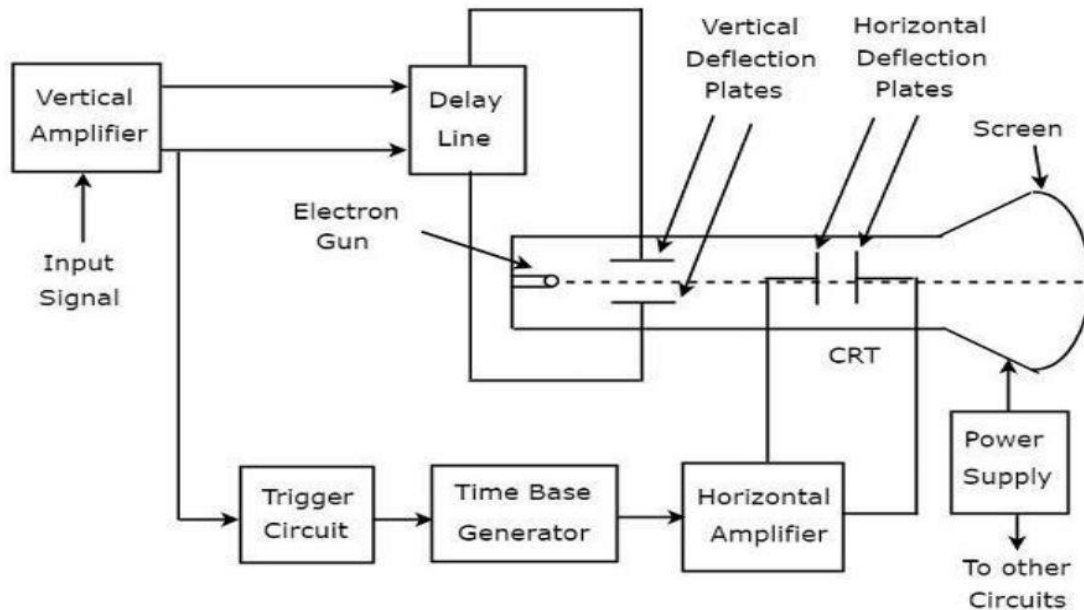 Vertical
Amplifier
Delay
Line
Vertical
Deflection
Plates
Horizontal
Deflection
Plates
Screen
Electron
Gun
Input
Signal
CRT
Trigger
Circuit
Time Base
Generator
Horizontal
Amplifier
Power
Supply
To other
Circuits